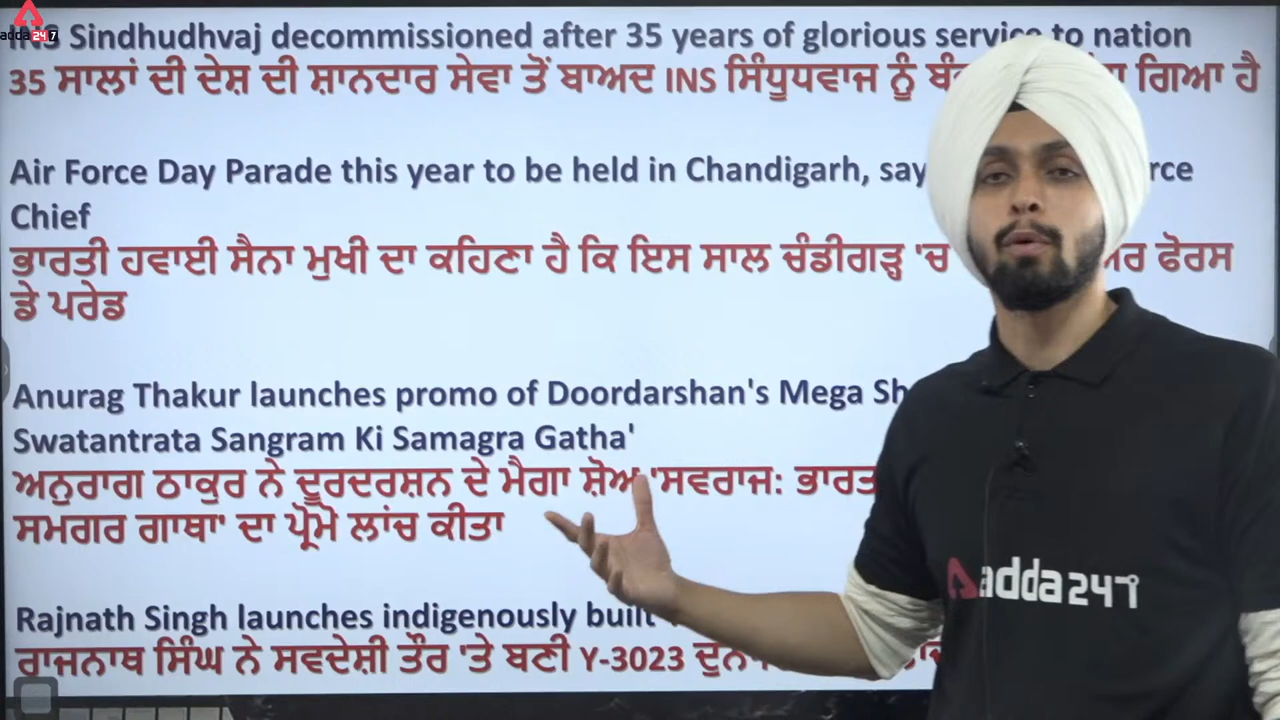 adda247
INS Sindhudhvaj decommissioned after 35 years of glorious service to nation
35 ਸਾਲਾਂ ਦੀ ਦੇਸ਼ ਦੀ ਸ਼ਾਨਦਾਰ ਸੇਵਾ ਤੋਂ ਬਾਅਦ INS ਸਿੰਧੂਧਵਾਜ ਨੂੰ ਗਿਆ ਹੈ
Air Force Day Parade this year to be held in Chandigarh,
Chief
ਭਾਰਤੀ ਹਵਾਈ ਸੈਨਾ ਮੁਖੀ ਦਾ ਕਹਿਣਾ ਹੈ ਕਿ ਇਸ ਸਾਲ ਚੰਡੀਗੜ੍ਹ 'ਚ ਫੋਰਸ
ਡੇ ਪਰੇਡ
Anurag Thakur launches promo of Doordarshan's Mega
Swatantrata Sangram Ki Samagra Gatha'
ਅਨੁਰਾਗ ਠਾਕੁਰ ਨੇ ਦੂਰਦਰਸ਼ਨ ਦੇ ਮੈਗਾ ਸ਼ੋਅ 'ਸਵਰਾਜ:
ਸਮਗਰ ਗਾਥਾ' ਦਾ ਪ੍ਰੋਮੋ ਲਾਂਚ ਕੀਤਾ
Rajnath Singh launches indigenously built
ਰਾਜਨਾਥ ਸਿੰਘ ਨੇ ਸਵਦੇਸ਼ੀ ਤੌਰ 'ਤੇ ਬਣੀ Y-3023
adda247